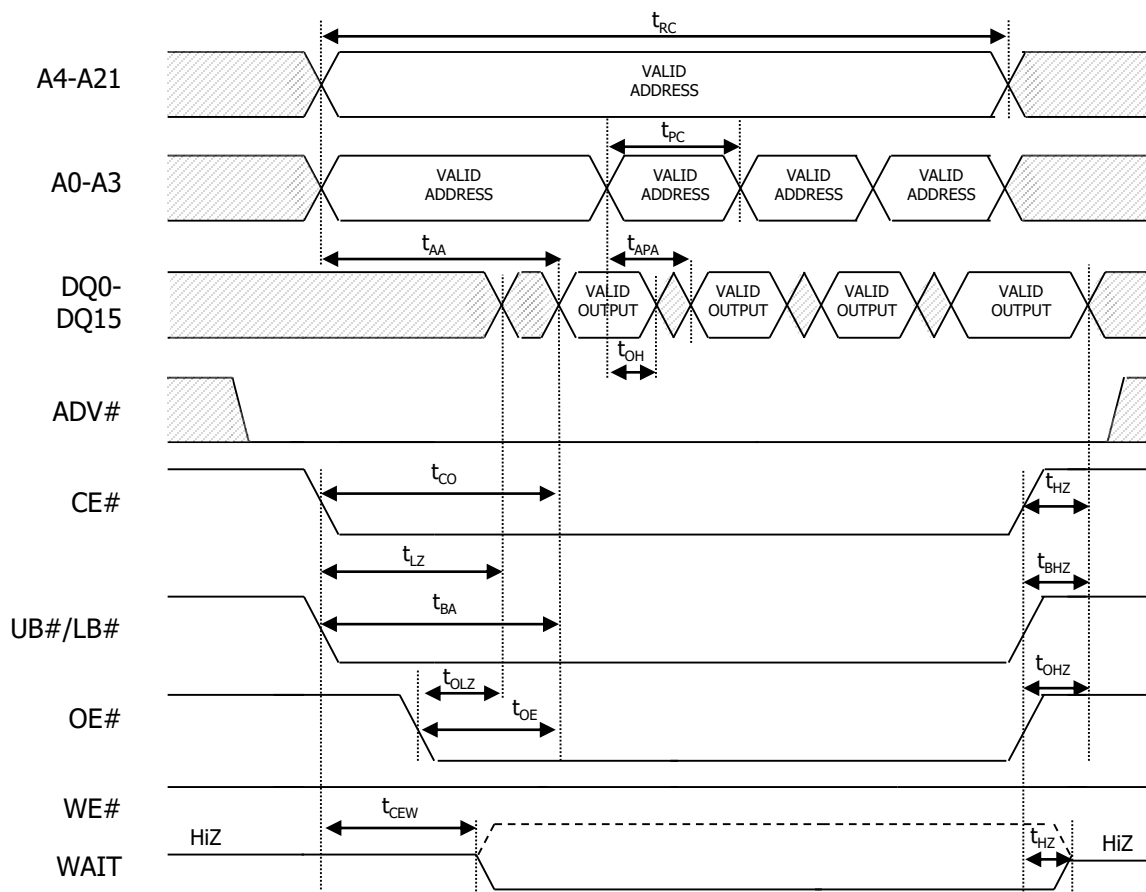 tRC
A4-A21
VALID
ADDRESS
tPC
A0-A3
VALID
ADDRESS
VALID
ADDRESS
VALID
ADDRESS
VALID
ADDRESS
tAA
tAPA
DQ0-
DQ15
VALID
OUTPUT
VALID
OUTPUT
VALID
OUTPUT
VALID
OUTPUT
tOH
ADV#
tCO
CE#
tHZ
tLZ
tBHZ
tBA
UB#/LB#
tOLZ
tOHZ
tOE
OE#
WE#
tCEW
HiZ
tHZ
HiZ
WAIT